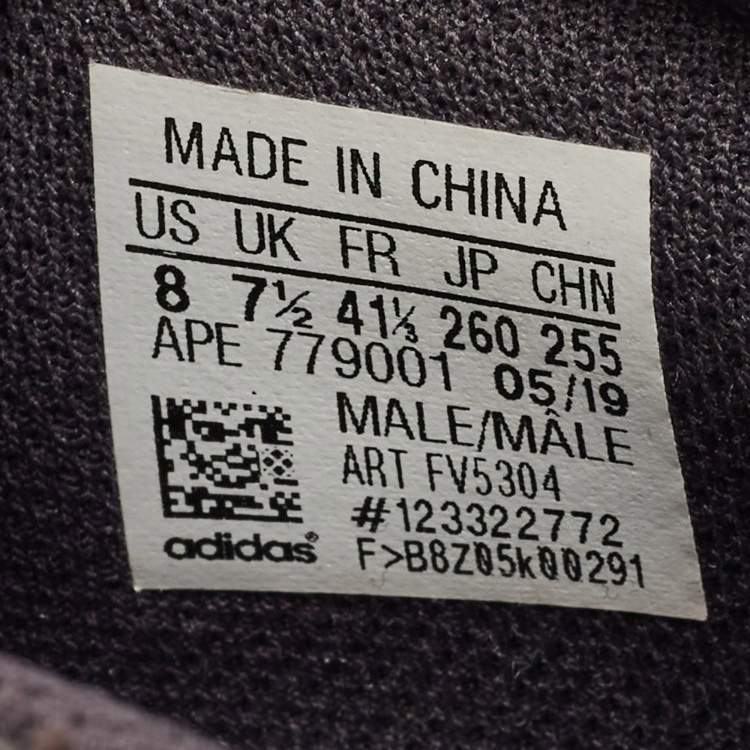 MADE IN CHINA
US UK FR JP CHN
8 7½ 41⅓ 260 255
APE 779001 05/19
MALE/MÂLE
ART FV5304
#123322772
adidas® F>B8Z05k00291